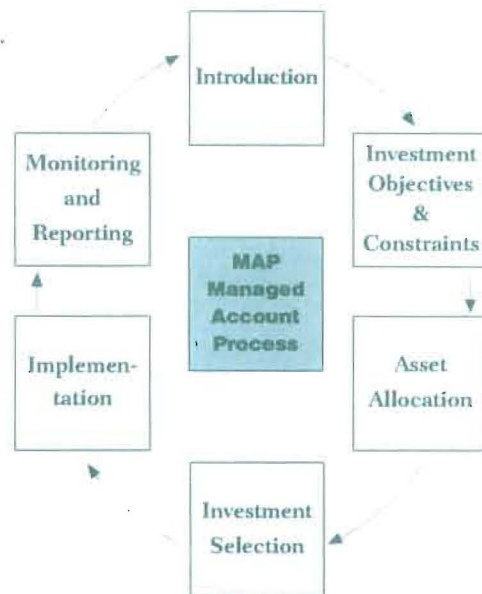 Introduction
Investment
Objectives
&
Constraints
Asset
Allocation
Investment
Selection
Implemen-
tation
Monitoring
and
Reporting
MAP
Managed
Account
Process